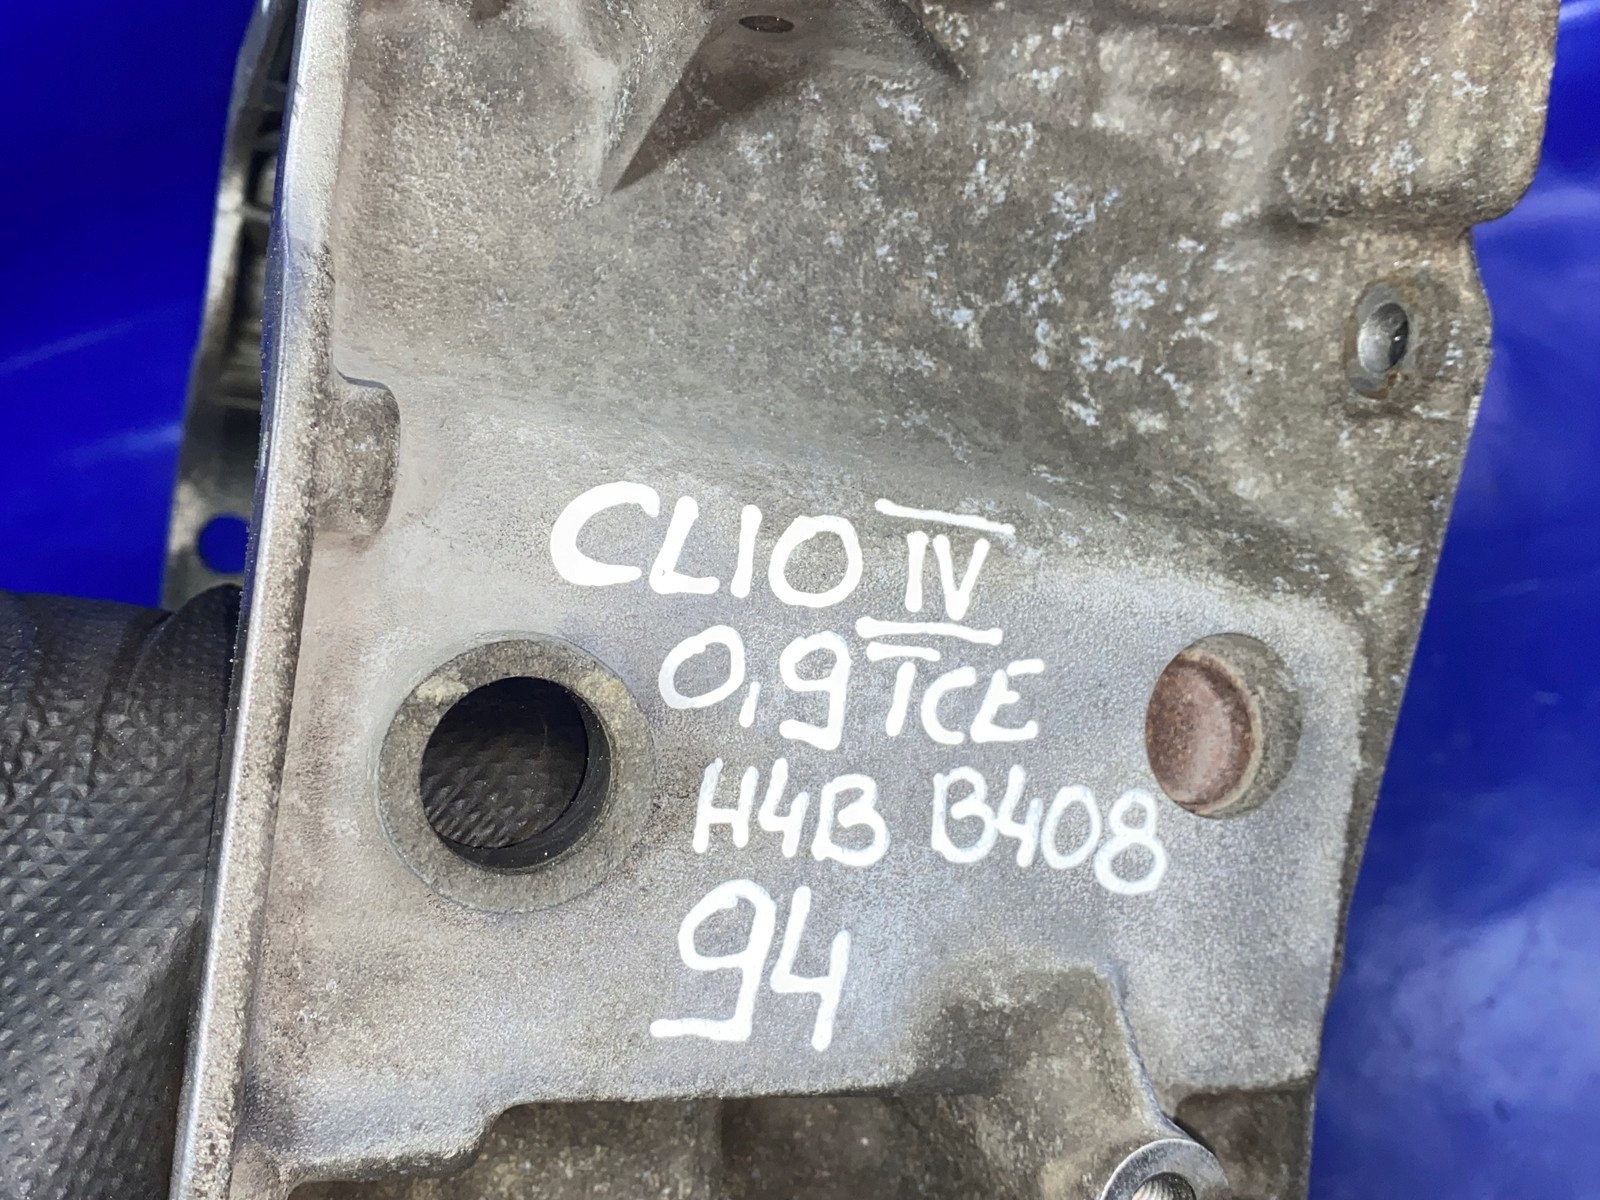 CLIO IV
0,9 TCE
H4B B408
94